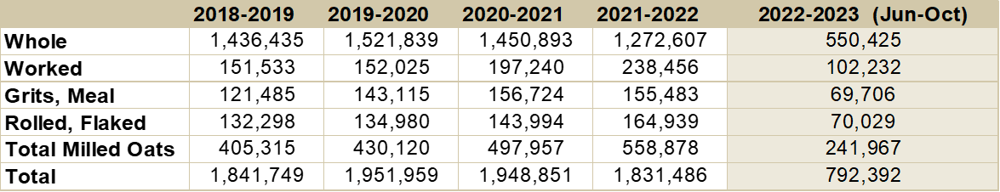 2018-2019 2019-2020 2020-2021 2021-2022 2022-2023 (Jun-Oct)
Whole 1,436,435 1,521,839 1,450,893 1,272,607 550,425
Worked 151,533 152,025 197,240 238,456 102,232
Grits, Meal 121,485 143,115 156,724 155,483 69,706
Rolled, Flaked 132,298 134,980 143,994 164,939 70,029
Total Milled Oats 405,315 430,120 497,957 558,878 241,967
Total 1,841,749 1,951,959 1,948,851 1,831,486 792,392